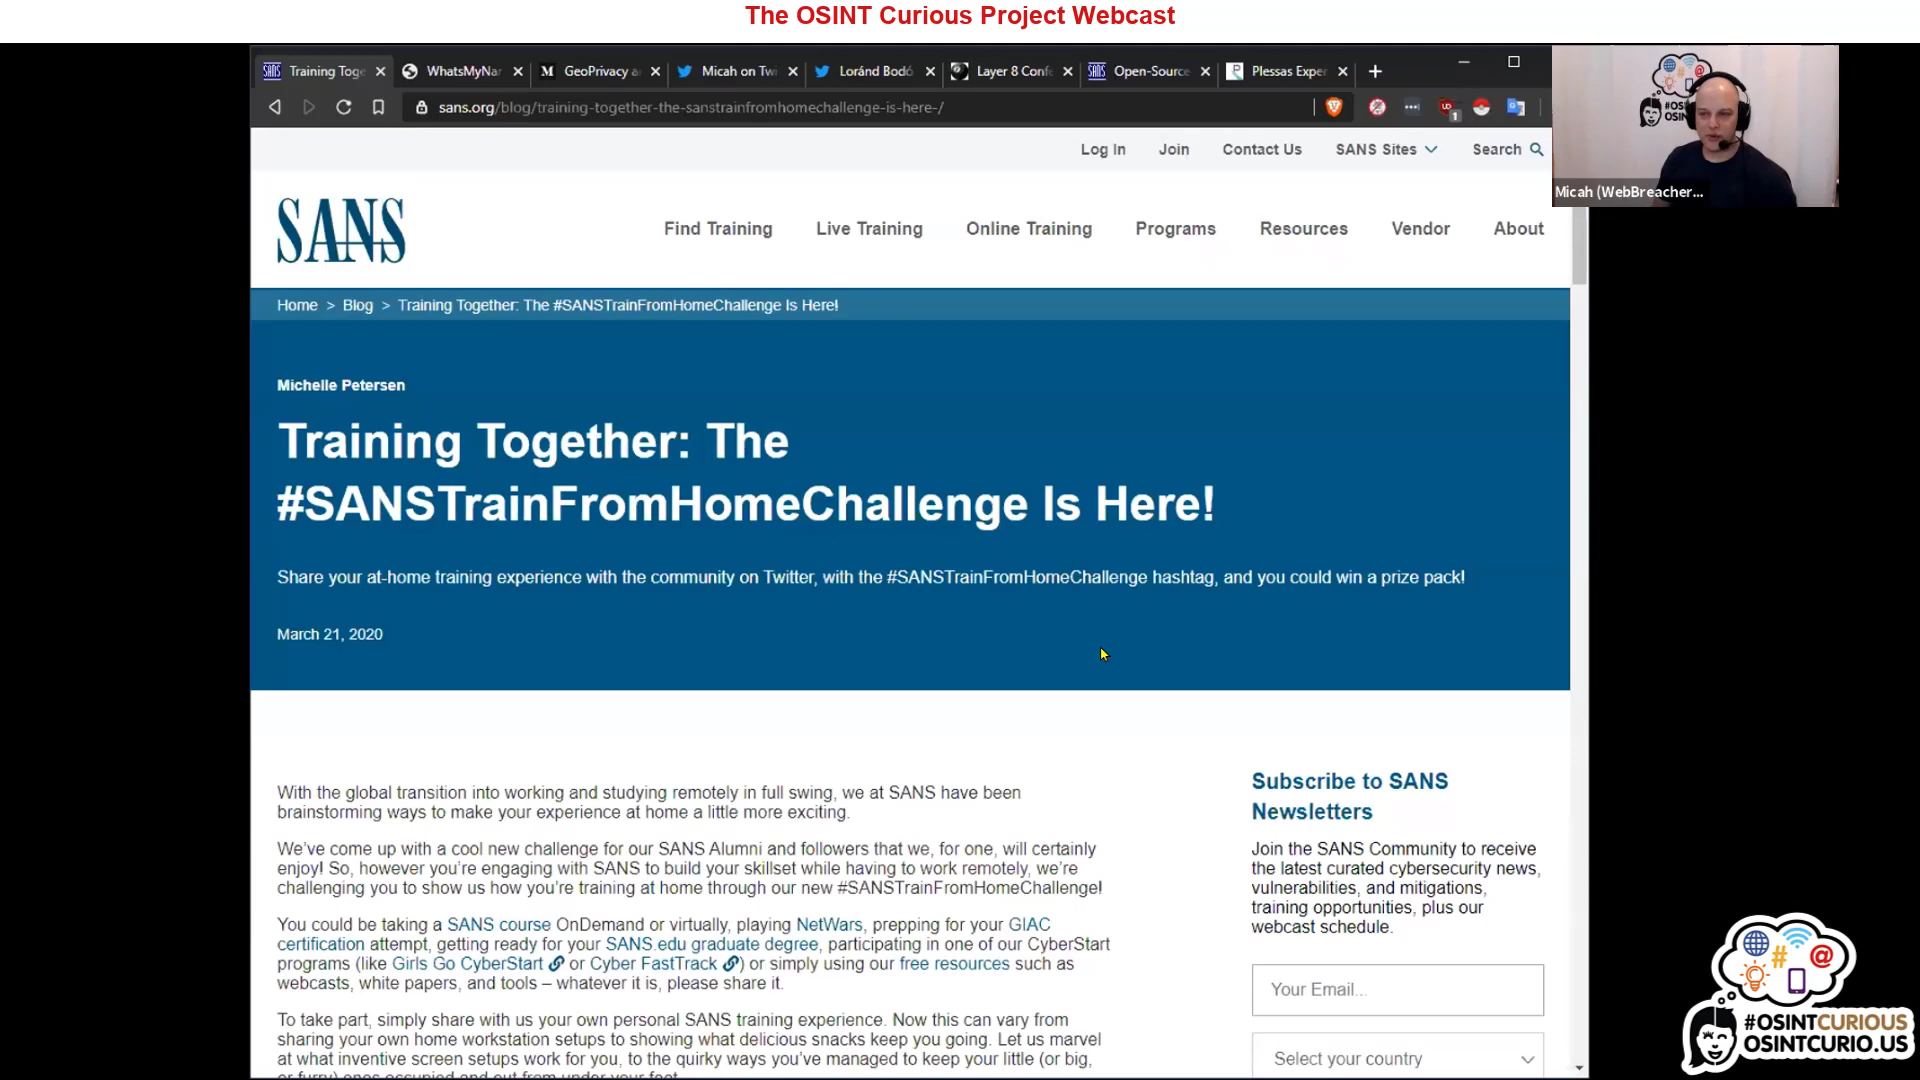 The OSINT Curious Project Webcast
Training Toge
WhatsMyNar
GeoPrivacy a
Micah on Twi
Loránd Bodó
Layer 8 Confe
Open-Source
Plessas Exper
sans.org/blog/training-together-the-sanstrainfromhomechallenge-is-here-/
Micah (WebBreacher...
Log In Join Contact Us SANS Sites Search
SANS
Find Training Live Training Online Training Programs Resources Vendor About
Home > Blog > Training Together: The #SANSTrainFromHomeChallenge Is Here!
Michelle Petersen
Training Together: The
#SANSTrainFromHomeChallenge Is Here!
Share your at-home training experience with the community on Twitter, with the #SANSTrainFromHomeChallenge hashtag, and you could win a prize pack!
March 21, 2020
With the global transition into working and studying remotely in full swing, we at SANS have been
brainstorming ways to make your experience at home a little more exciting.
We've come up with a cool new challenge for our SANS Alumni and followers that we, for one, will certainly
enjoy! So, however you're engaging with SANS to build your skillset while having to work remotely, we're
challenging you to show us how you're training at home through our new #SANSTrainFromHomeChallenge!
You could be taking a SANS course OnDemand or virtually, playing NetWars, prepping for your GIAC
certification attempt, getting ready for your SANS.edu graduate degree, participating in one of our CyberStart
programs (like Girls Go CyberStart or Cyber FastTrack) or simply using our free resources such as
webcasts, white papers, and tools – whatever it is, please share it.
To take part, simply share with us your own personal SANS training experience. Now this can vary from
sharing your own home workstation setups to showing what delicious snacks keep you going. Let us marvel
at what inventive screen setups work for you, to the quirky ways you've managed to keep your little (or big,
or furry) ones occupied and out from under your feet.
Subscribe to SANS
Newsletters
Join the SANS Community to receive
the latest curated cybersecurity news,
vulnerabilities, and mitigations,
training opportunities, plus our
webcast schedule.
Your Email...
Select your country
#OSINTCURIOUS
OSINTCURIO.US